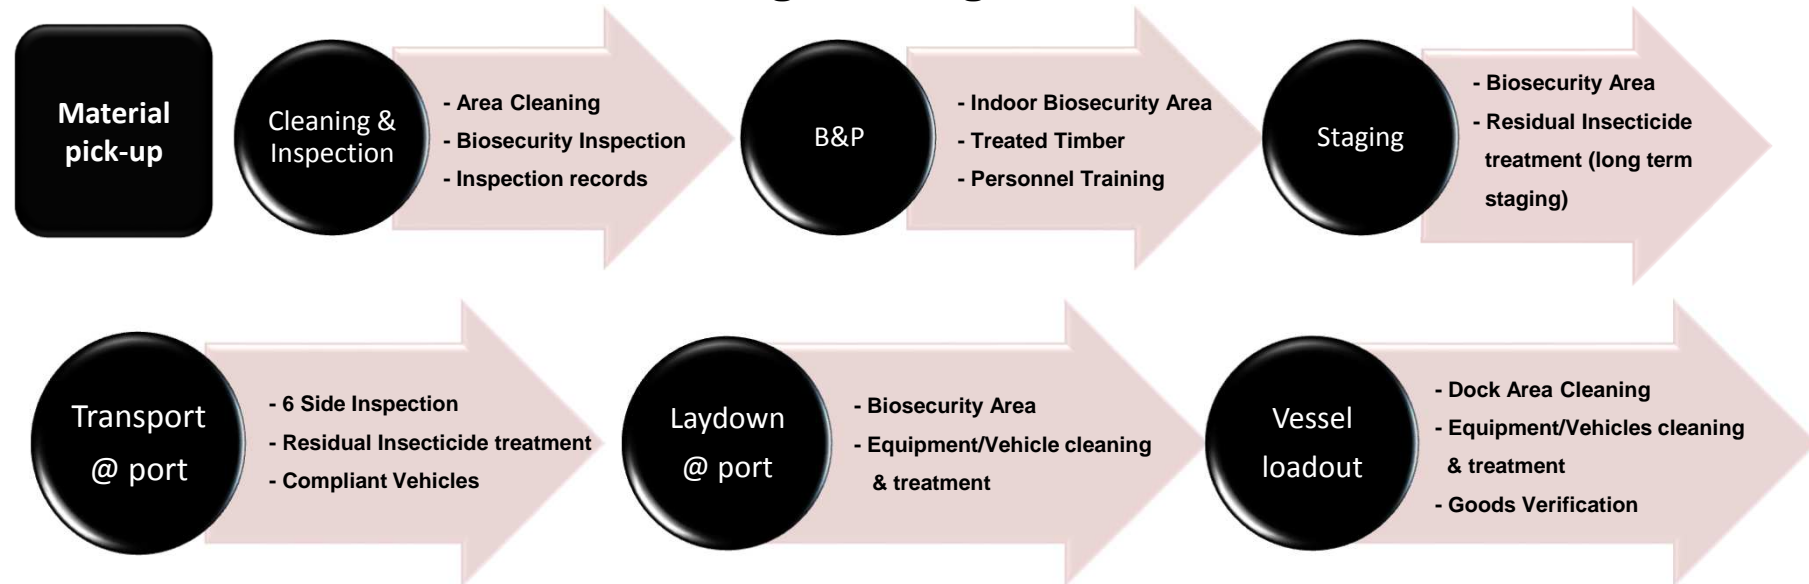 Material
pick-up
Cleaning &
Inspection
- Area Cleaning
- Biosecurity Inspection
- Inspection records
B&P
- Indoor Biosecurity Area
- Treated Timber
- Personnel Training
Staging
- Biosecurity Area
- Residual Insecticide
treatment (long term
staging)
Transport
@ port
- 6 Side Inspection
- Residual Insecticide treatment
- Compliant Vehicles
Laydown
@ port
- Biosecurity Area
- Equipment/Vehicle cleaning
& treatment
Vessel
loadout
- Dock Area Cleaning
- Equipment/Vehicles cleaning
& treatment
- Goods Verification